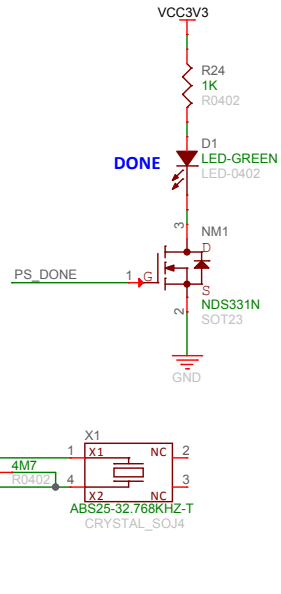 VCC3V3
R24
1K
R0402
D1
DONE
LED-GREEN
LED-0402
3
NM1
D
PS_DONE
1
G
S
NDS331N
2
SOT23
GND
X1
1
X1
NC
2
4M7
R0402
4
X2
NC
3
ABS25-32.768KHZ-T
CRYSTAL_SOJ4